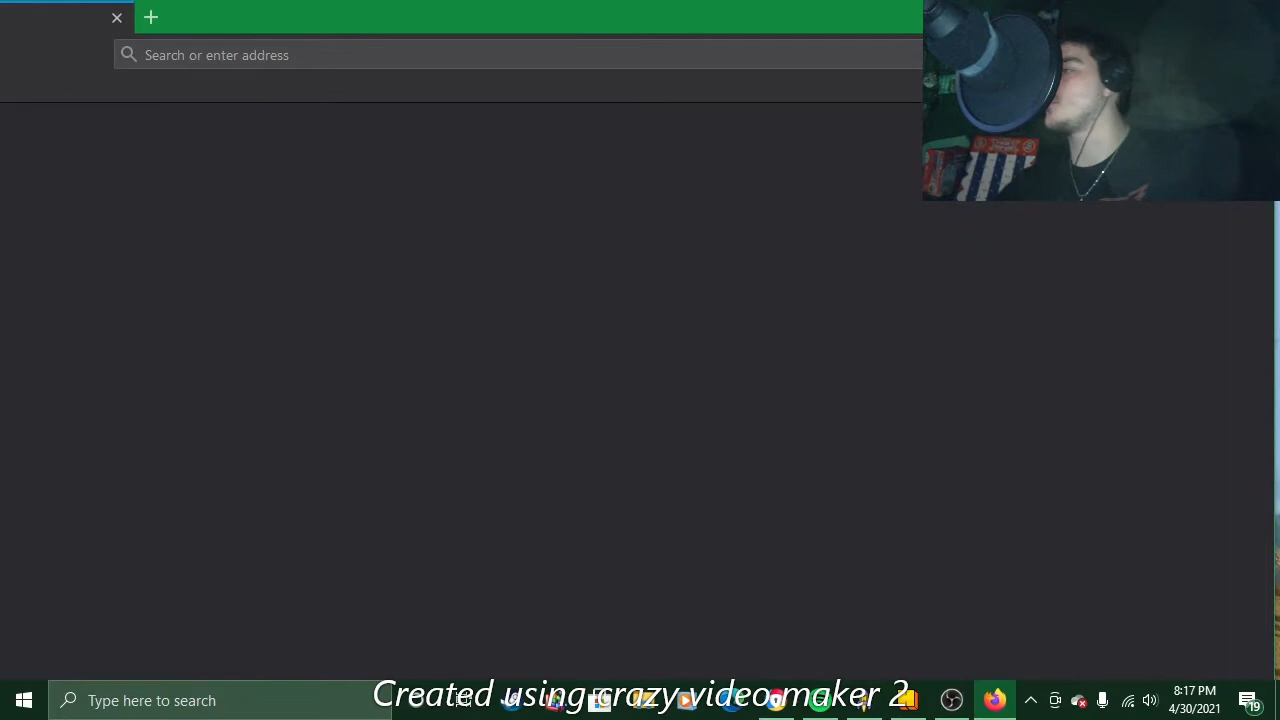 Search or enter address
Type here to search
Created using crazy video maker 2
8:17 PM
4/30/2021
19